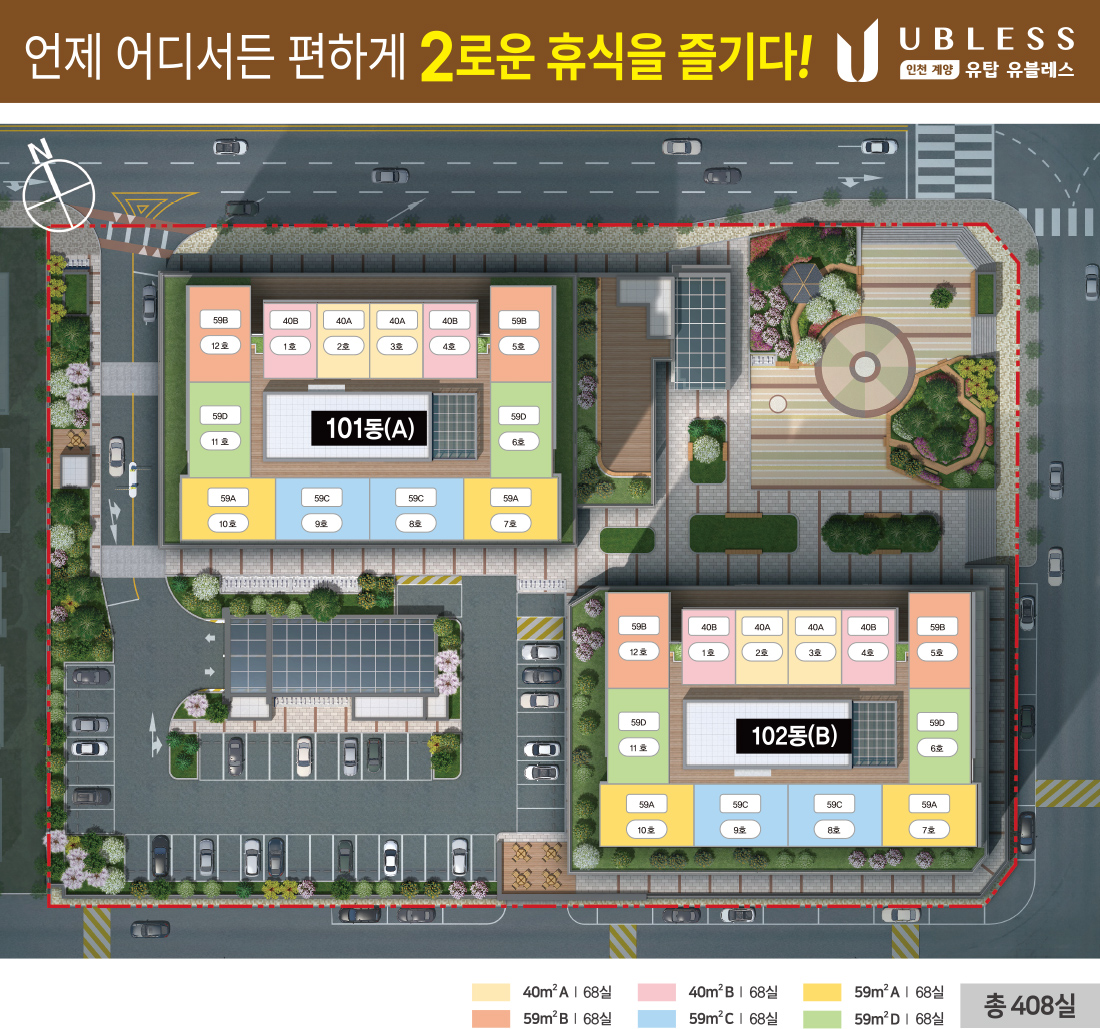 언제 어디서든 편하게 2로운 휴식을 즐기다!
UBLESS
인천 계양 유탑 유블레스
N
59B
40B
40A
40A
40B
59B
12호
1호
2호
3호
4호
5호
59D
101동(A)
59D
11호
6호
59A
59C
59C
59A
10호
9호
8호
7호
59B
40B
40A
40A
40B
59B
12호
1호
2호
3호
4호
5호
59D
102동(B)
59D
11호
6호
59A
59C
59C
59A
10호
9호
8호
7호
40m²A | 68실
40m²B | 68실
59m²A | 68실
59m²B | 68실
59m²C | 68실
59m²D | 68실
총 408실